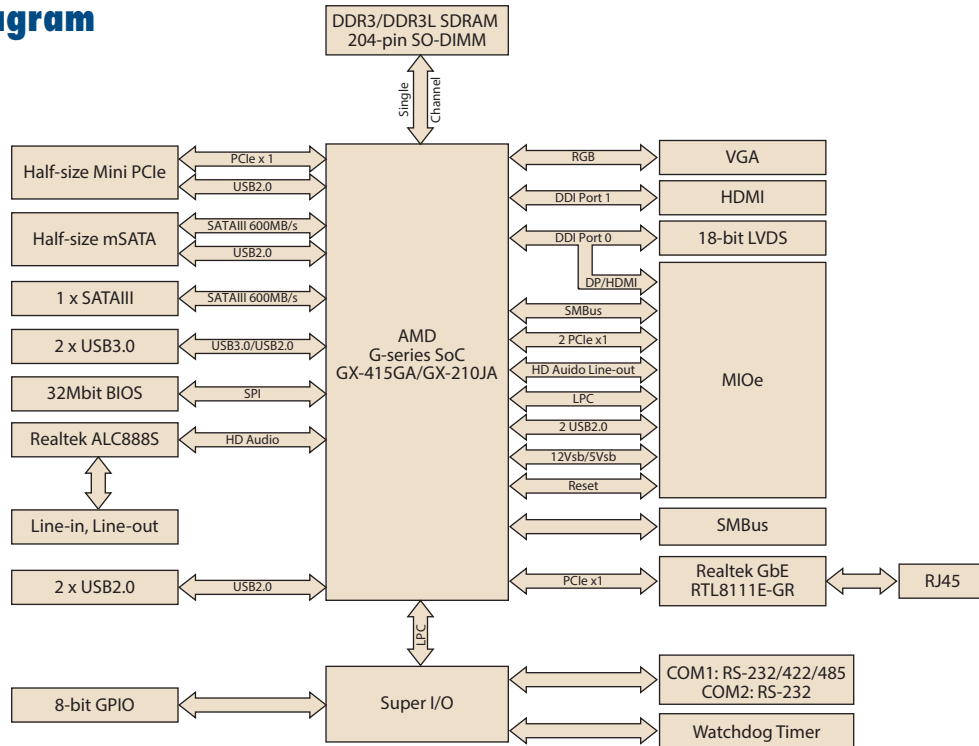 agram
DDR3/DDR3L SDRAM
204-pin SO-DIMM
Single
Channel
Half-size Mini PCIe
PCIe x 1
USB2.0
Half-size mSATA
SATAIII 600MB/s
USB2.0
1 x SATAIII
SATAIII 600MB/s
2 x USB3.0
USB3.0/USB2.0
32Mbit BIOS
SPI
Realtek ALC888S
HD Audio
Line-in, Line-out
2 x USB2.0
USB2.0
AMD
G-series SoC
GX-415GA/GX-210JA
RGB
VGA
DDI Port 1
HDMI
DDI Port 0
18-bit LVDS
DP/HDMI
SMBus
2 PCIe x1
HD Auido Line-out
LPC
2 USB2.0
12Vsb/5Vsb
Reset
MIOe
SMBus
PCIe x1
Realtek GbE
RTL8111E-GR
RJ45
LPC
8-bit GPIO
Super I/O
COM1: RS-232/422/485
COM2: RS-232
Watchdog Timer